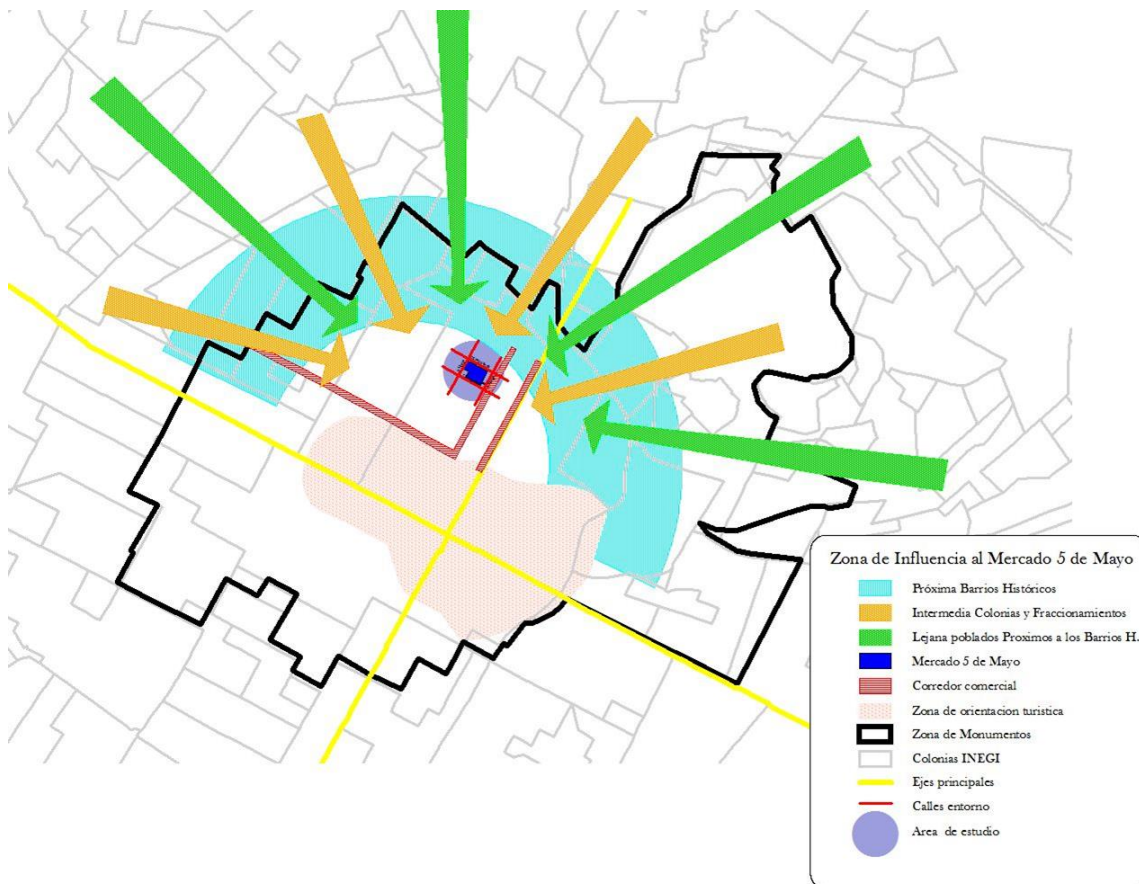 Zona de Influencia al Mercado 5 de Mayo
Próxima Barrios Históricos
Intermedia Colonias y Fraccionamientos
Lejana poblados Proximos a los Barrios H.
Mercado 5 de Mayo
Corredor comercial
Zona de orientacion turistica
Zona de Monumentos
Colonias INEGI
Ejes principales
Calles entorno
Area de estudio